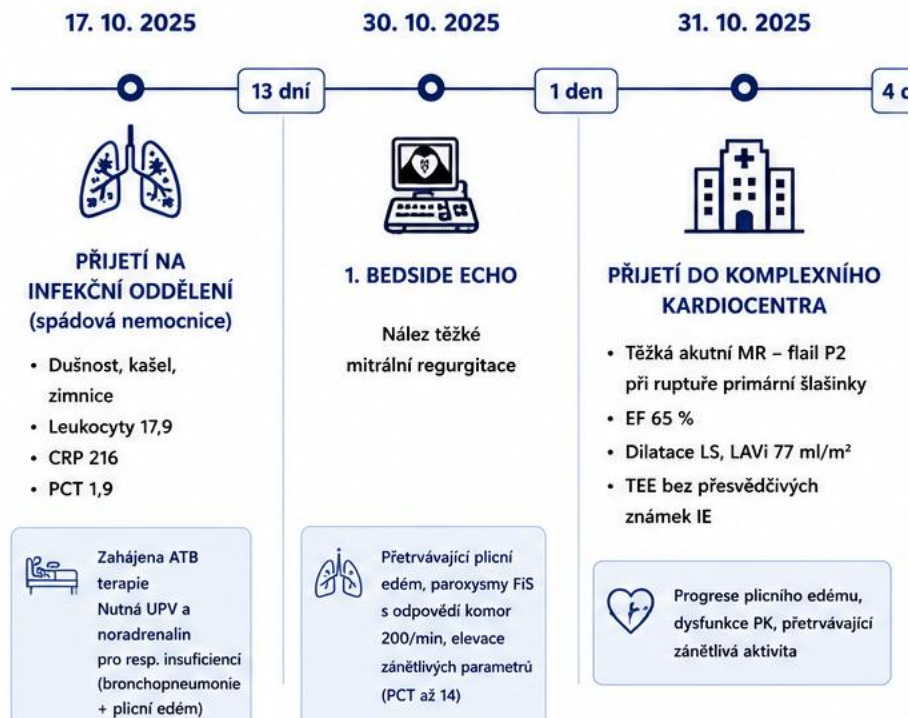 17. 10. 2025
30. 10. 2025
31. 10. 2025
13 dní
1 den
4 d
PŘIJETÍ NA
INFEKČNÍ ODDĚLENÍ
(spádová nemocnice)
• Dušnost, kašel,
zimnice
• Leukocyty 17,9
• CRP 216
• PCT 1,9
Zahájena ATB
terapie
Nutná UPV a
noradrenalin
pro resp. insuficienci
(bronchopneumonie
+ plicní edém)
1. BEDSIDE ECHO
Nález těžké
mitrální regurgitace
Přetrvávající plicní
edém, paroxysmy FiS
s odpovědí komor
200/min, elevace
zánětlivých parametrů
(PCT až 14)
PŘIJETÍ DO KOMPLEXNÍHO
KARDIOCENTRA
• Těžká akutní MR – flail P2
při ruptuře primární šlašinky
• EF 65 %
• Dilatace LS, LAVi 77 ml/m²
• TEE bez přesvědčivých
známek IE
Progrese plicního edému,
dysfunkce PK, přetrvávající
zánětlivá aktivita